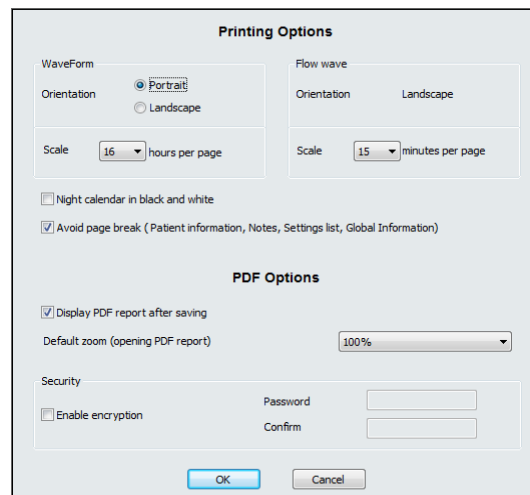 Printing Options
WaveForm
Orientation
Portrait
Landscape
Scale 16 hours per page
Flow wave
Orientation Landscape
Scale 15 minutes per page
Night calendar in black and white
Avoid page break ( Patient information, Notes, Settings list, Global Information)
PDF Options
Display PDF report after saving
Default zoom (opening PDF report) 100%
Security
Enable encryption
Password
Confirm
OK Cancel